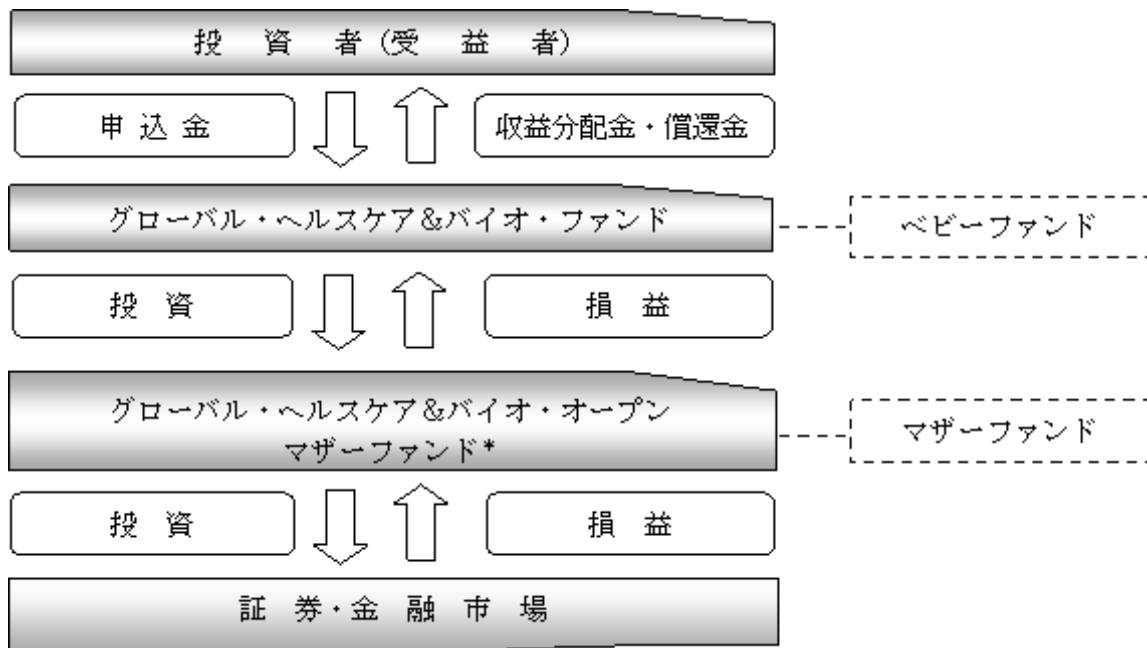 投 資 者 (受 益 者)
申 込 金
収益分配金・償還金
グローバル・ヘルスケア&バイオ・ファンド
ベビーファンド
投 資
損 益
グローバル・ヘルスケア&バイオ・オープン
マザーファンド*
マザーファンド
投 資
損 益
証 券・金 融 市 場